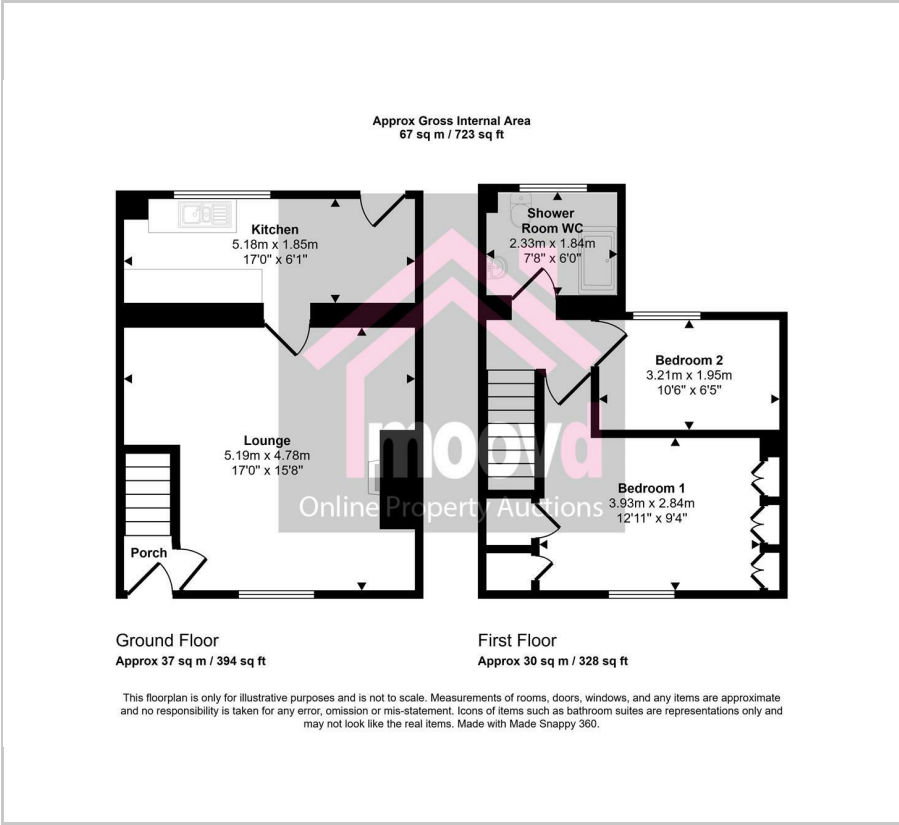 Approx Gross Internal Area
67 sq m / 723 sq ft
Kitchen
5.18m x 1.85m
17'0" x 6'1"
Lounge
5.19m x 4.78m
17'0" x 15'8"
Porch
Shower
Room WC
2.33m x 1.84m
7'8" x 6'0"
Bedroom 2
3.21m x 1.95m
10'6" x 6'5"
Bedroom 1
3.93m x 2.84m
12'11" x 9'4"
moovd
Online Property Auctions
Ground Floor
Approx 37 sq m / 394 sq ft
First Floor
Approx 30 sq m / 328 sq ft
This floorplan is only for illustrative purposes and is not to scale. Measurements of rooms, doors, windows, and any items are approximate
and no responsibility is taken for any error, omission or mis-statement. Icons of items such as bathroom suites are representations only and
may not look like the real items. Made with Made Snappy 360.